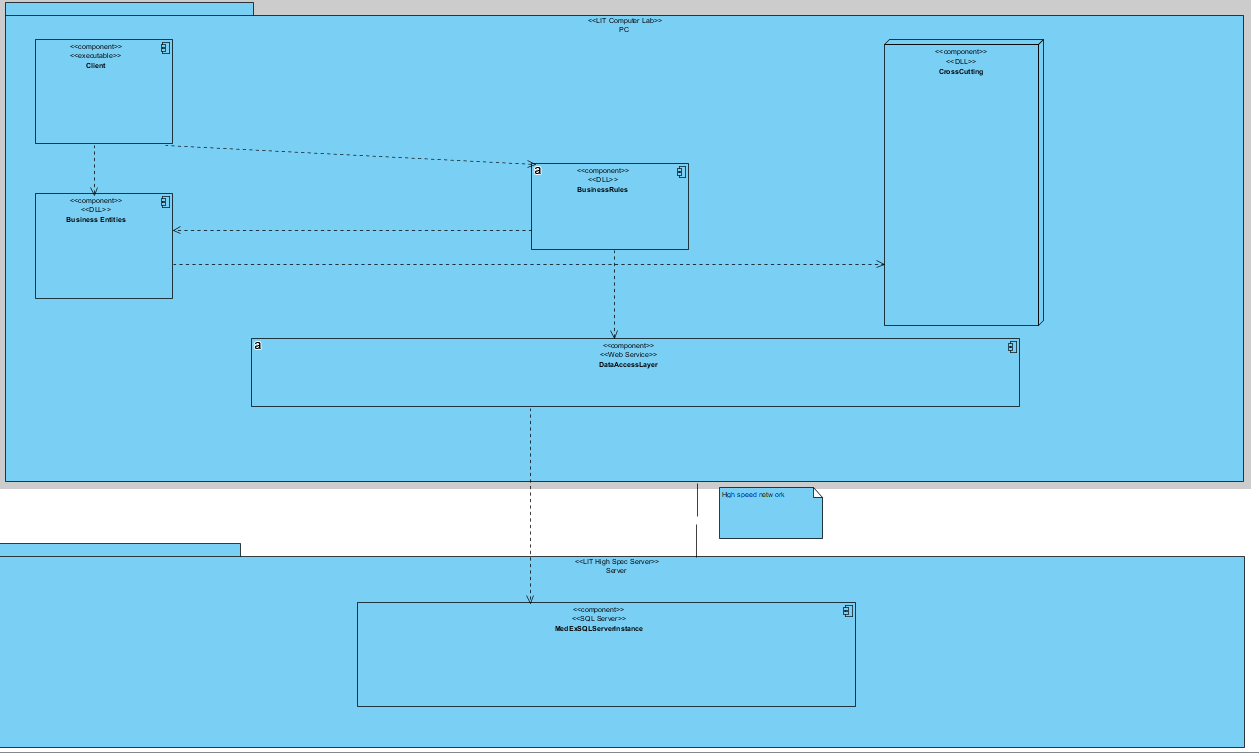 <<LIT Computer Lab>>
PC
<<component>>
<<executable>>
Client
<<component>>
<<DLL>>
CrossCutting
a
<<component>>
<<DLL>>
BusinessRules
<<component>>
<<DLL>>
Business Entities
a
<<component>>
<<Web Service>>
DataAccessLayer
High speed network
<<LIT High Spec Server>>
Server
<<component>>
<<SQL Server>>
MedExSQLServerInstance